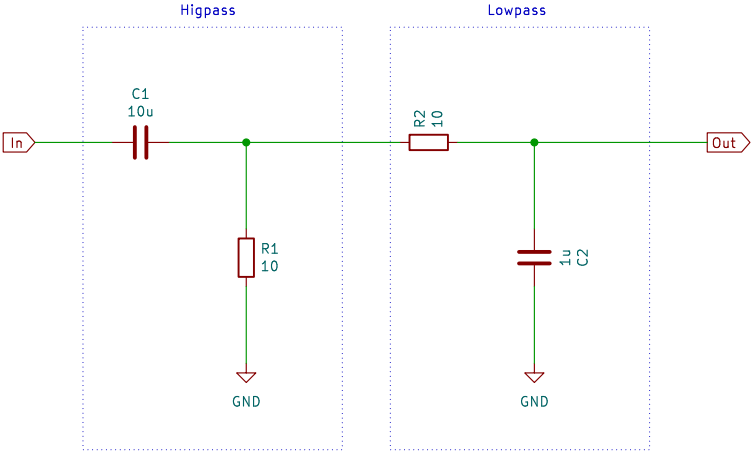 Higpass
Lowpass
C1
10u
R2
10
In
Out
R1
10
1u
C2
GND
GND